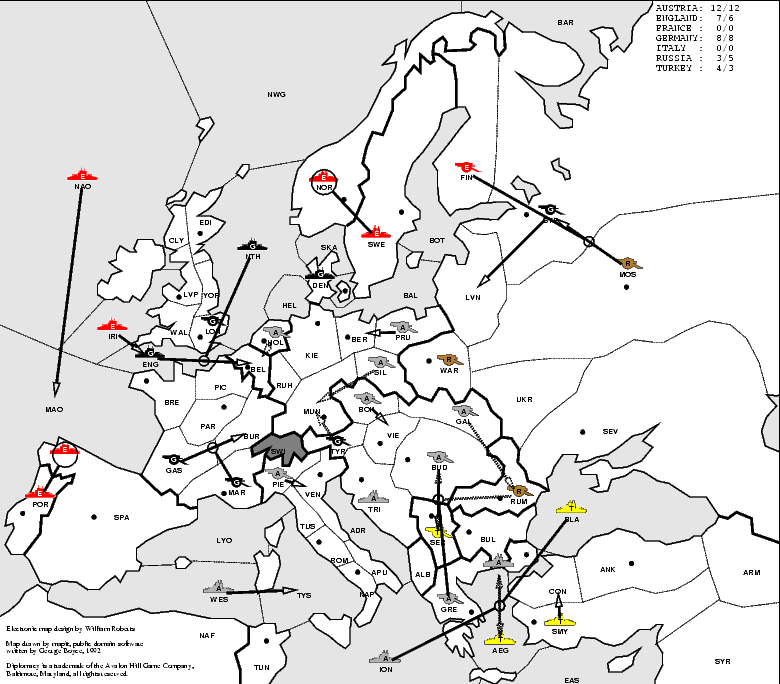 AUSTRIA: 12/12
ENGLAND: 7/6
FRANCE : 0/0
GERMANY: 8/8
ITALY : 0/0
RUSSIA : 3/5
TURKEY : 4/3
BAR
NWG
NAO
NOR
FIN
EDI
CLY
SKA
SWE
BOT
MOS
NTH
DEN
LVN
LVP YOR
HEL
BAL
IRI
WAL
LON
HOL
BER
PRU
KIE
ENG
BEL
RUH
SIL
WAR
PIC
BRE
MUN
BOH
UKR
MAO
PAR
BUR
GAL
SEV
VIE
SWI
TYR
BUD
GAS
PIE
MAR
VEN
TRI
RUM
POR
SPA
BLA
TUS
ADR
SER
LYO
BUL
ROM
APU
ALB
ANK
ARM
WES
TYS
NAP
GRE
CON
SMY
Electronic map design by William Roberts
NAF
Map drawn by mapit, public domain software
written by George Boyce, 1992
AEG
ION
SYR
Diplomacy is a trademark of the Avalon Hill Game Company,
Baltimore, Maryland, all rights reserved.
TUN
EAS